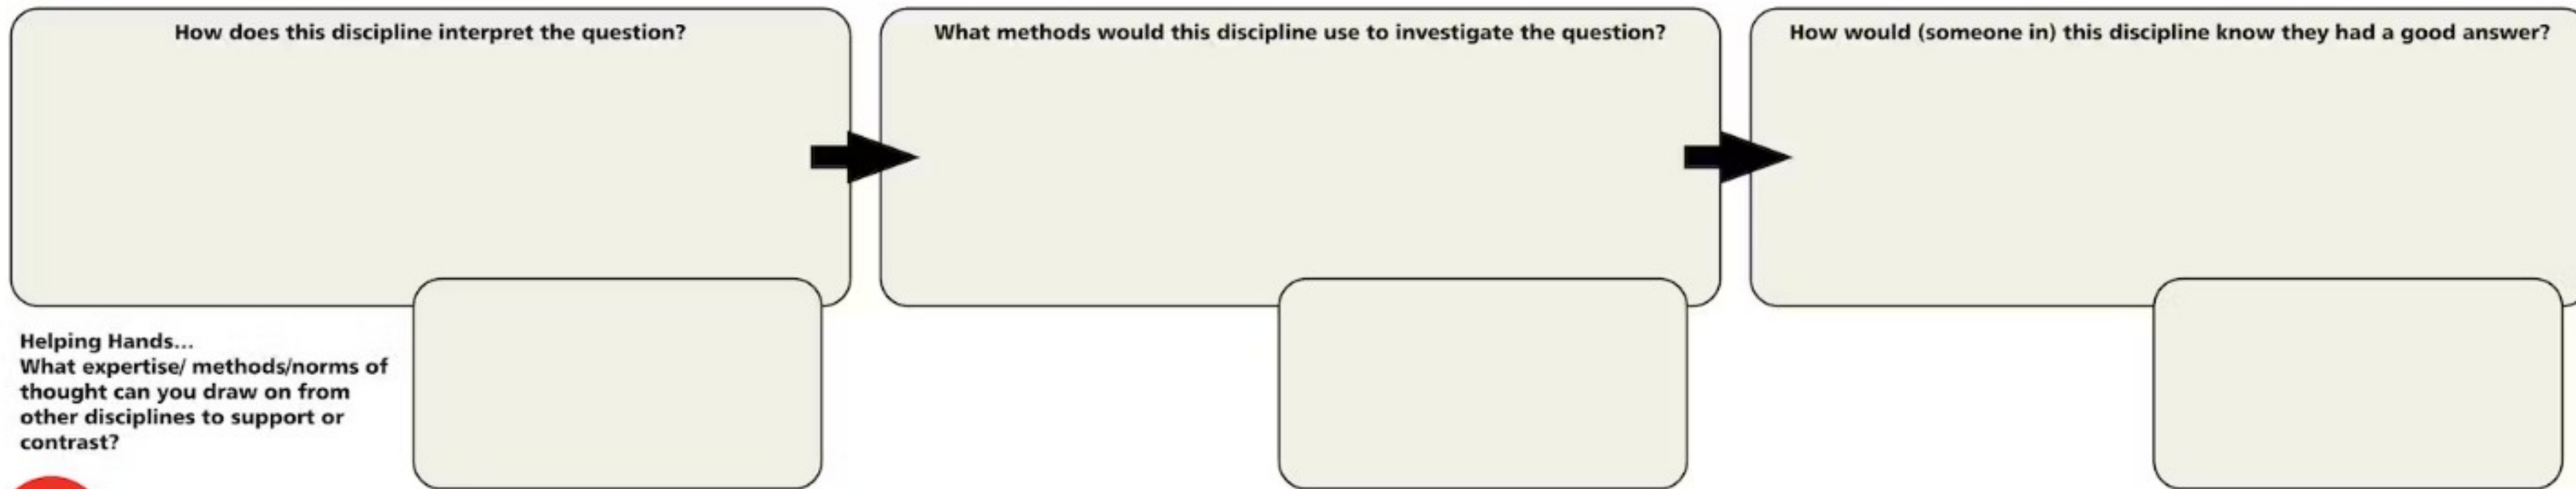 How does this discipline interpret the question?
What methods would this discipline use to investigate the question?
How would (someone in) this discipline know they had a good answer?
Helping Hands...
What expertise/ methods/norms of
thought can you draw on from
other disciplines to support or
contrast?